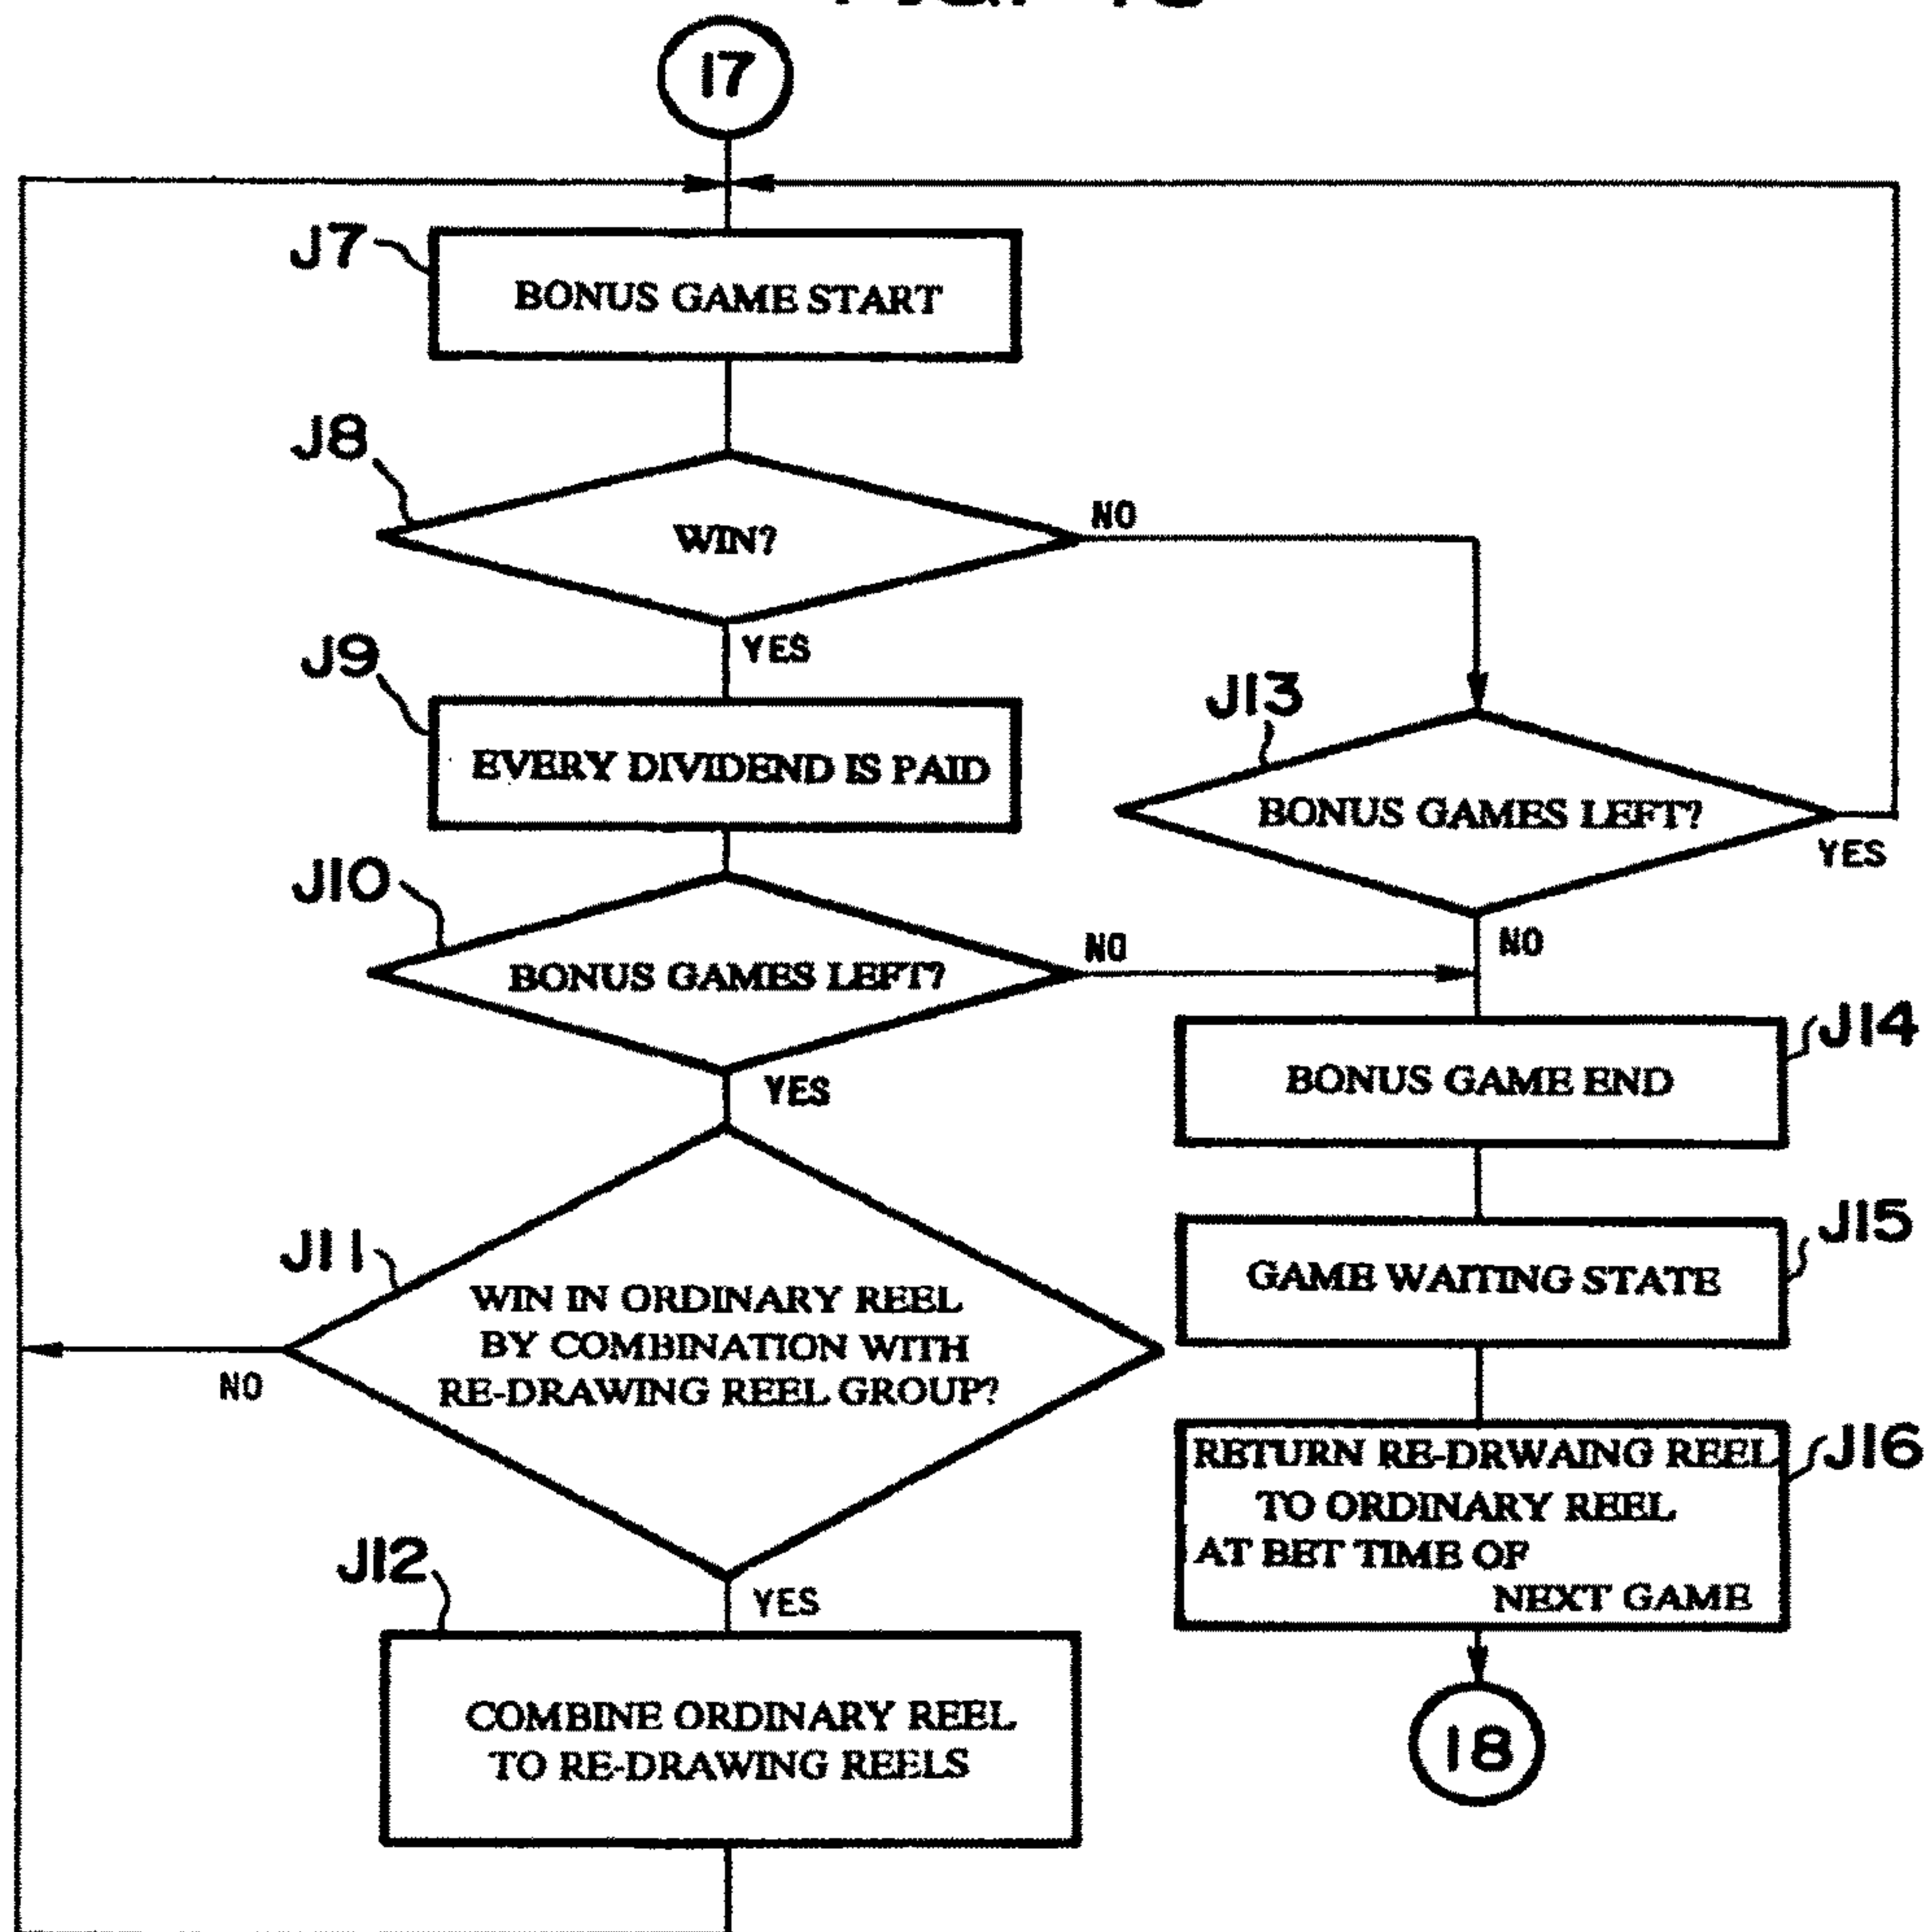 17
J7
BONUS GAME START
J8
WIN?
NO
YES
J9
EVERY DIVIDEND IS PAID
J13
BONUS GAMES LEFT?
YES
NO
J10
BONUS GAMES LEFT?
NO
YES
J14
BONUS GAME END
J11
WIN IN ORDINARY REEL
BY COMBINATION WITH
RE-DRAWING REEL GROUP?
NO
YES
J15
GAME WAITING STATE
J16
RETURN RE-DRWAING REEL
TO ORDINARY REEL
AT BET TIME OF
NEXT GAME
J12
COMBINE ORDINARY REEL
TO RE-DRAWING REELS
18